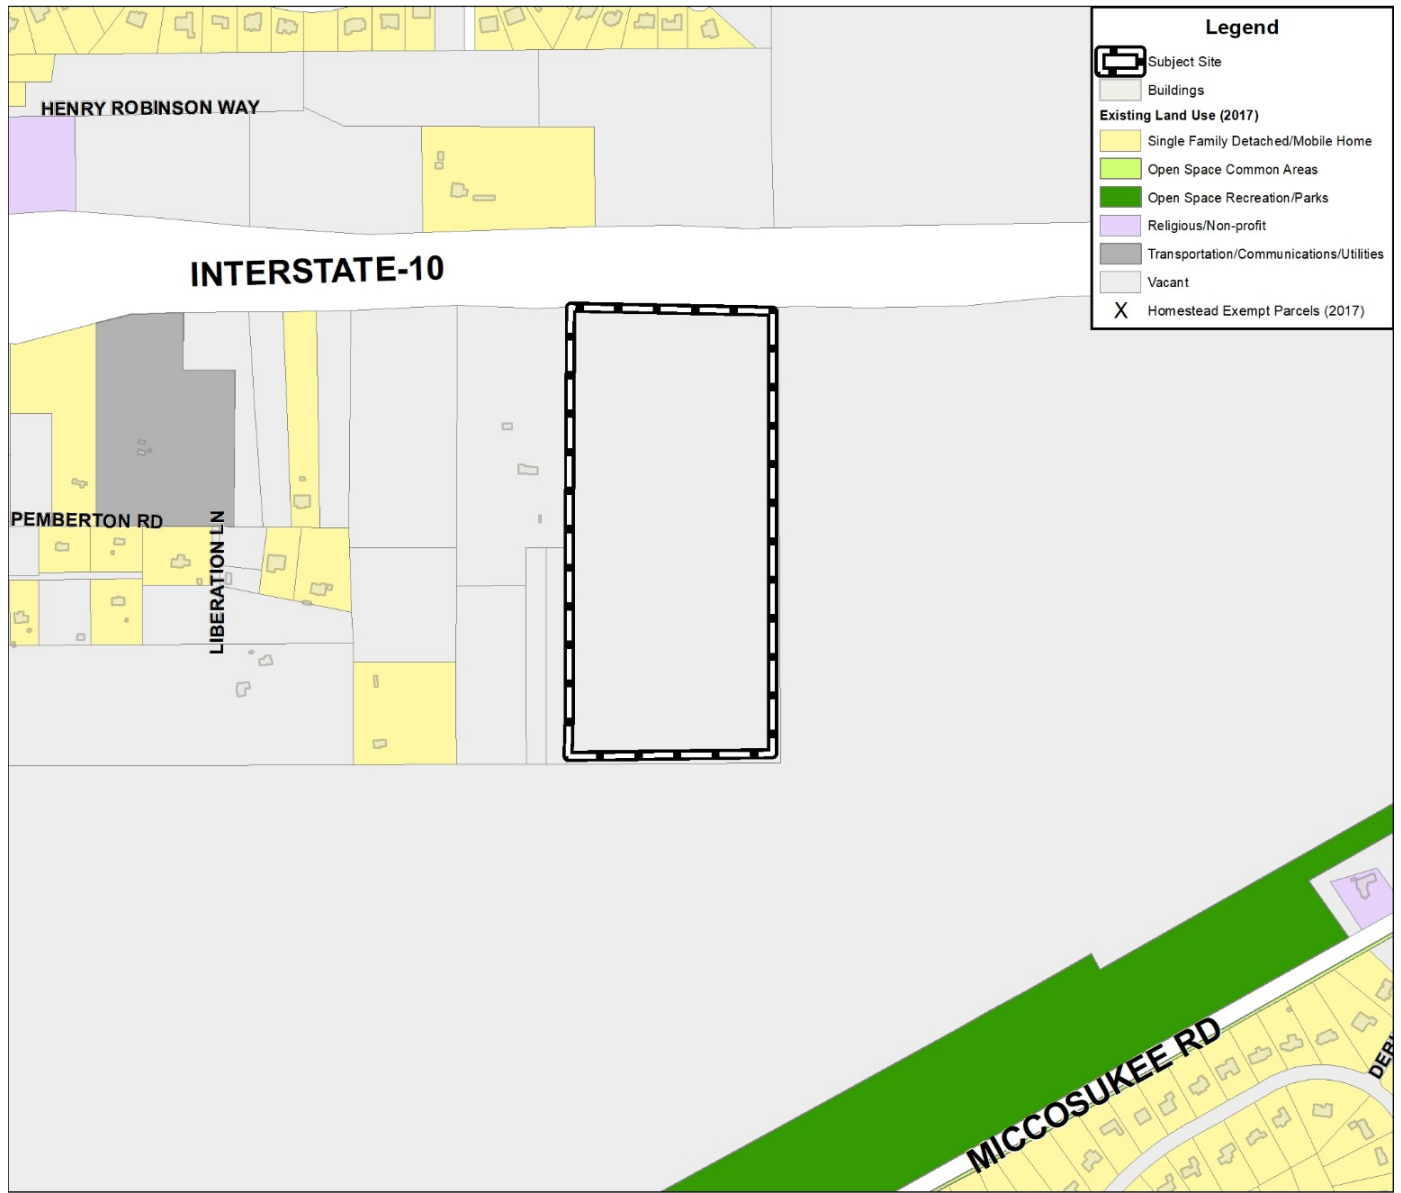 Legend
Subject Site
Buildings
Existing Land Use (2017)
Single Family Detached/Mobile Home
Open Space Common Areas
Open Space Recreation/Parks
Religious/Non-profit
Transportation/Communications/Utilities
Vacant
X Homestead Exempt Parcels (2017)
HENRY ROBINSON WAY
INTERSTATE-10
PEMBERTON RD
LIBERATION LN
MICCOSUKEE RD